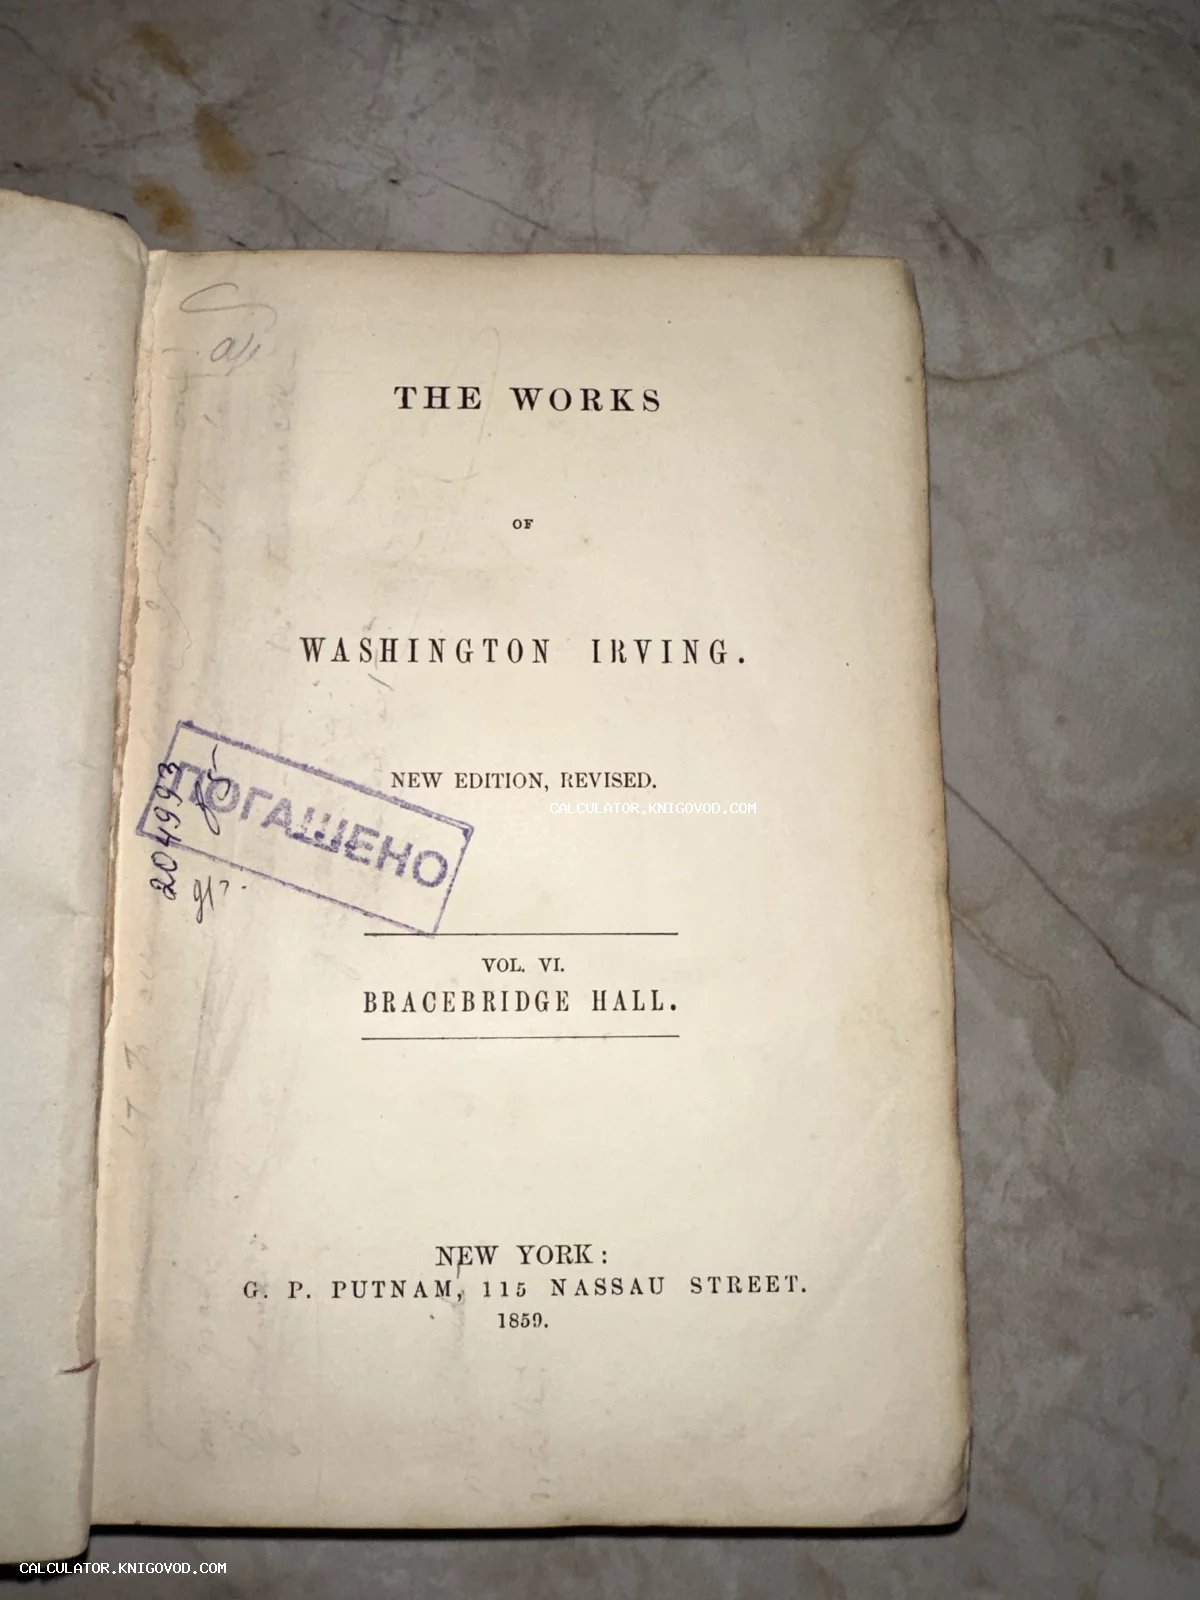 THE WORKS
OF
WASHINGTON IRVING.
NEW EDITION, REVISED.
CALCULATOR.KNIGOVOD.COM
ПОГАШЕНО
204993
VOL. VI.
BRACEBRIDGE HALL.
NEW YORK:
G. P. PUTNAM, 115 NASSAU STREET.
1859.
CALCULATOR.KNIGOVOD.COM